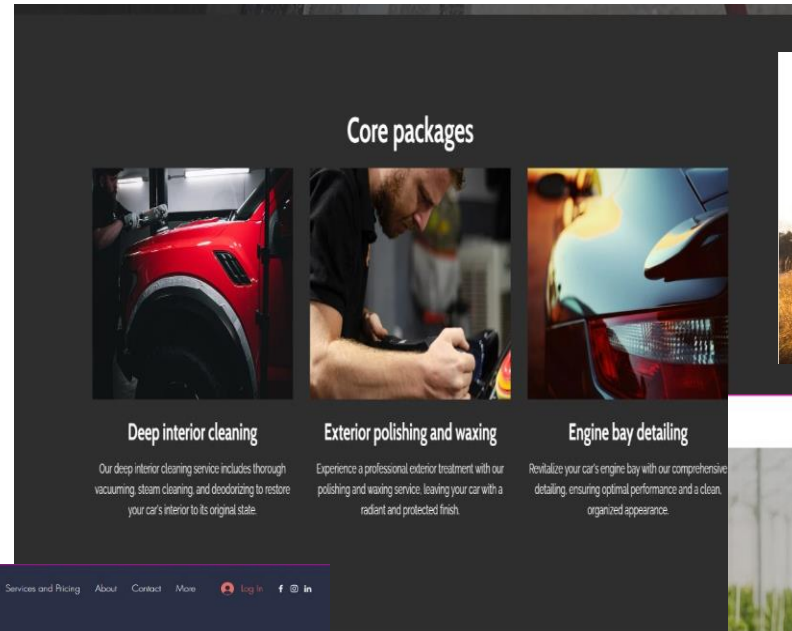 Core packages
Deep interior cleaning
Our deep interior cleaning service includes thorough
vacuuming, steam cleaning, and deodorizing to restore
your car's interior to its original state.
Exterior polishing and waxing
Experience a professional exterior treatment with our
polishing and waxing service, leaving your car with a
radiant and protected finish.
Engine bay detailing
Revitalize your car's engine bay with our comprehensive
detailing, ensuring optimal performance and a clean,
organized appearance.
Services and Pricing About Contact More Log In f in